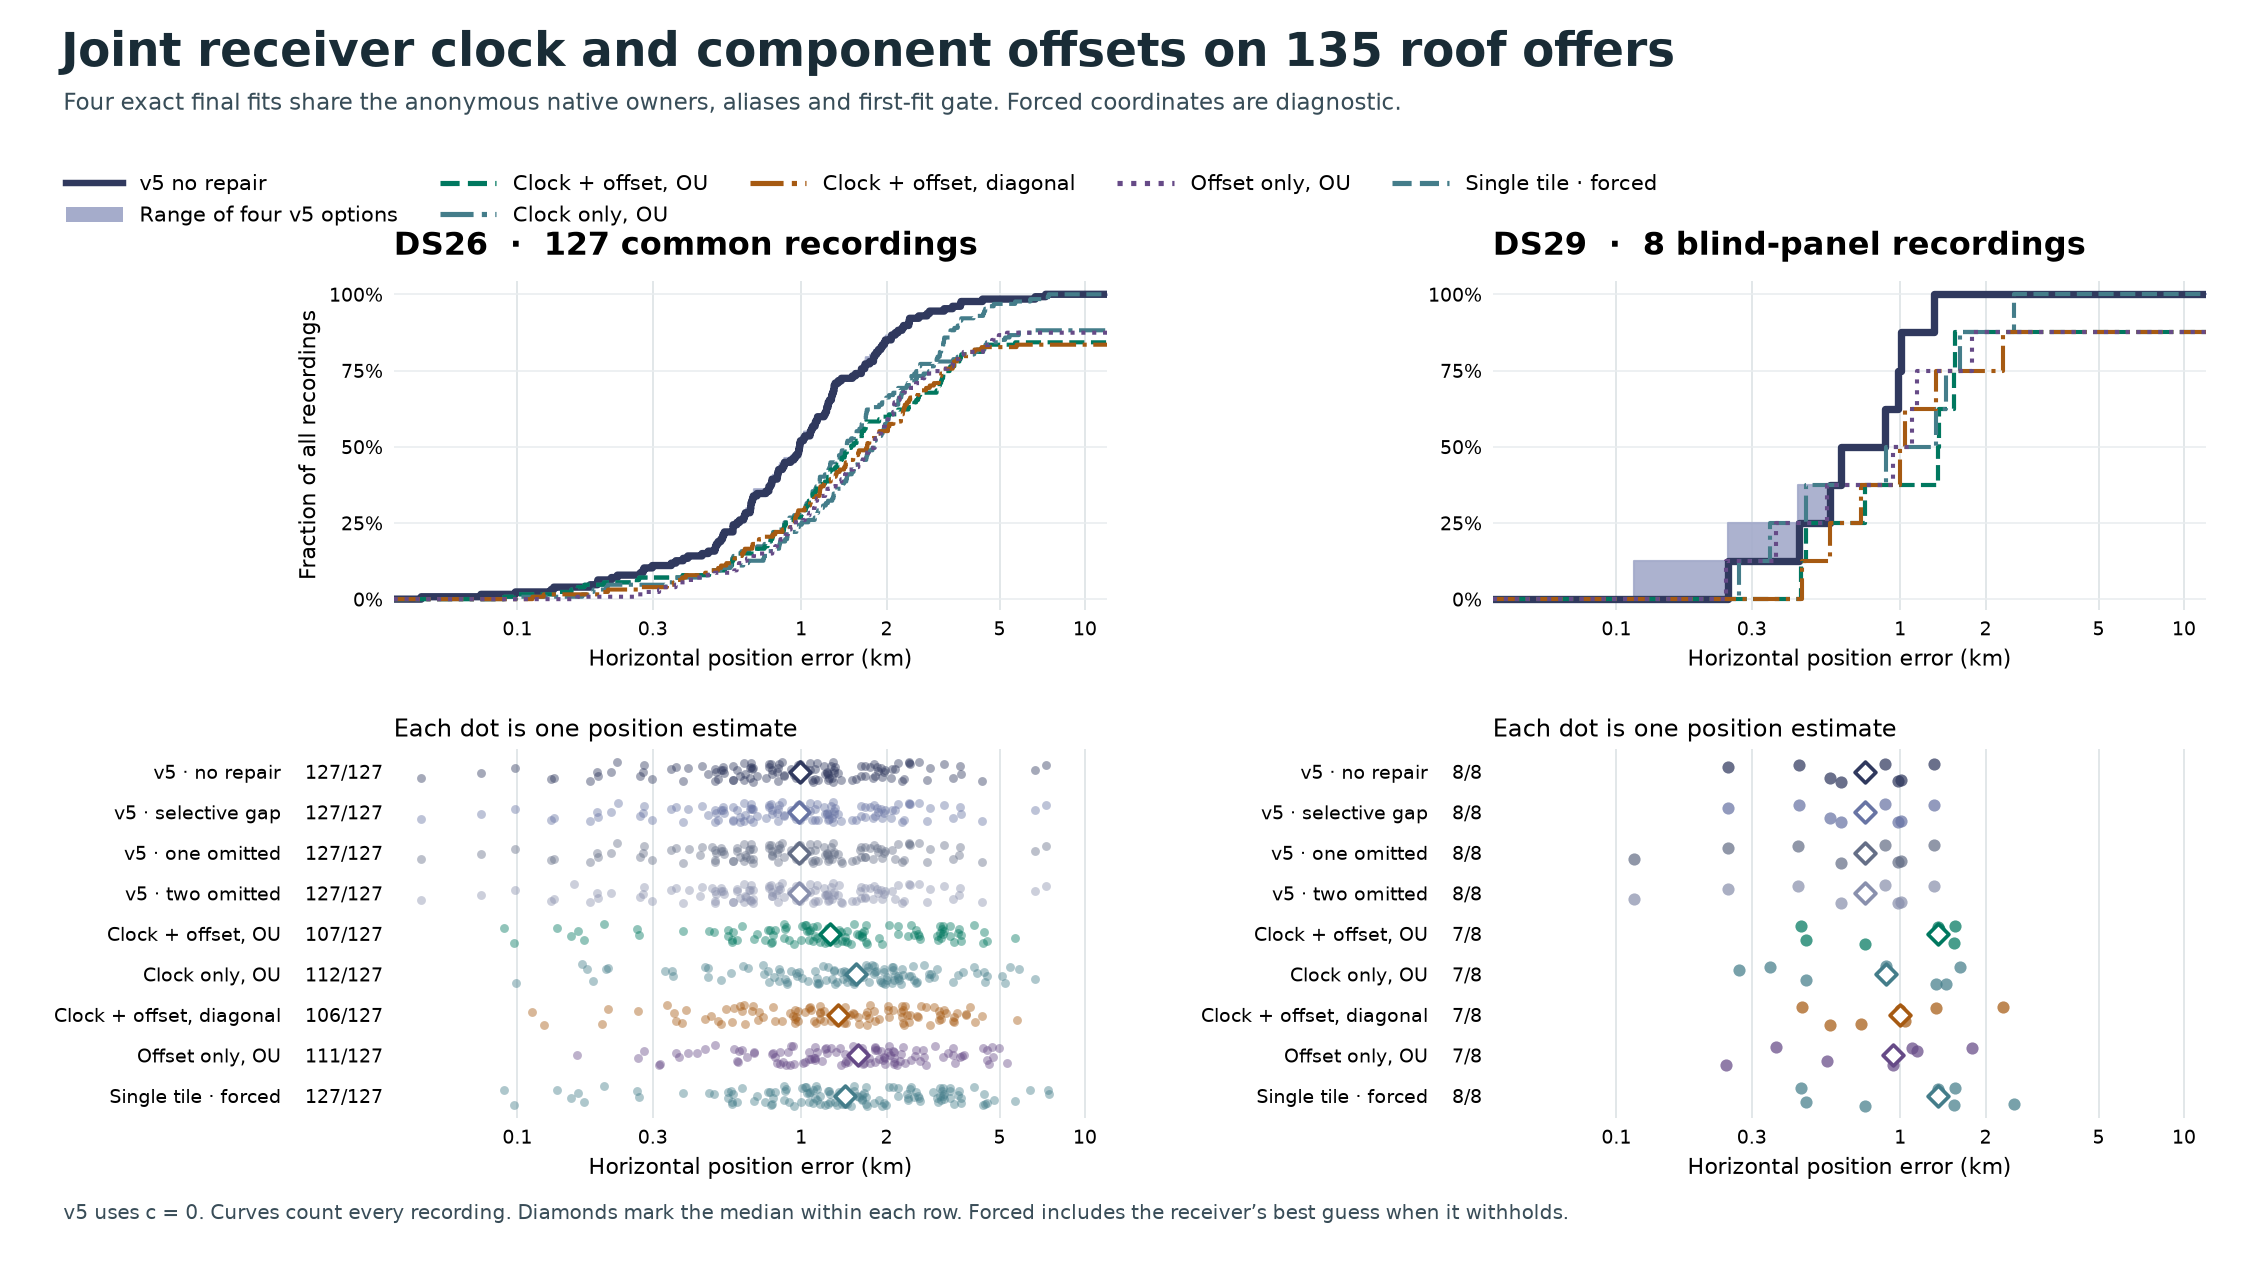 Joint receiver clock and component offsets on 135 roof offers
Four exact final fits share the anonymous native owners, aliases and first-fit gate. Forced coordinates are diagnostic.
v5 no repair
Clock + offset, OU
Clock + offset, diagonal
Offset only, OU
Single tile · forced
Range of four v5 options
Clock only, OU
DS26 · 127 common recordings
100%
75%
50%
25%
0%
Fraction of all recordings
0.1 0.3 1 2 5 10
Horizontal position error (km)
DS29 · 8 blind-panel recordings
100%
75%
50%
25%
0%
0.1 0.3 1 2 5 10
Horizontal position error (km)
Each dot is one position estimate
v5 · no repair 127/127
v5 · selective gap 127/127
v5 · one omitted 127/127
v5 · two omitted 127/127
Clock + offset, OU 107/127
Clock only, OU 112/127
Clock + offset, diagonal 106/127
Offset only, OU 111/127
Single tile · forced 127/127
0.1 0.3 1 2 5 10
Horizontal position error (km)
Each dot is one position estimate
v5 · no repair 8/8
v5 · selective gap 8/8
v5 · one omitted 8/8
v5 · two omitted 8/8
Clock + offset, OU 7/8
Clock only, OU 7/8
Clock + offset, diagonal 7/8
Offset only, OU 7/8
Single tile · forced 8/8
0.1 0.3 1 2 5 10
Horizontal position error (km)
v5 uses c = 0. Curves count every recording. Diamonds mark the median within each row. Forced includes the receiver’s best guess when it withholds.